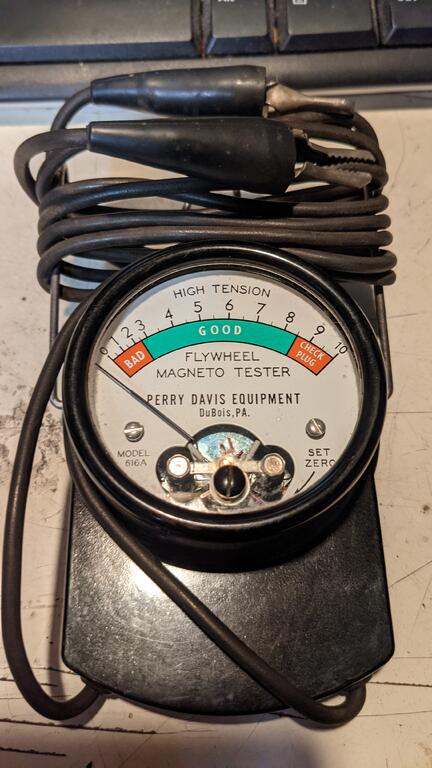 HIGH TENSION
0 2 3 4 5 6 7 8 9 10
BAD GOOD CHECK PLUG
FLYWHEEL
MAGNETO TESTER
PERRY DAVIS EQUIPMENT
DuBois, PA.
MODEL
616A
SET
ZERO